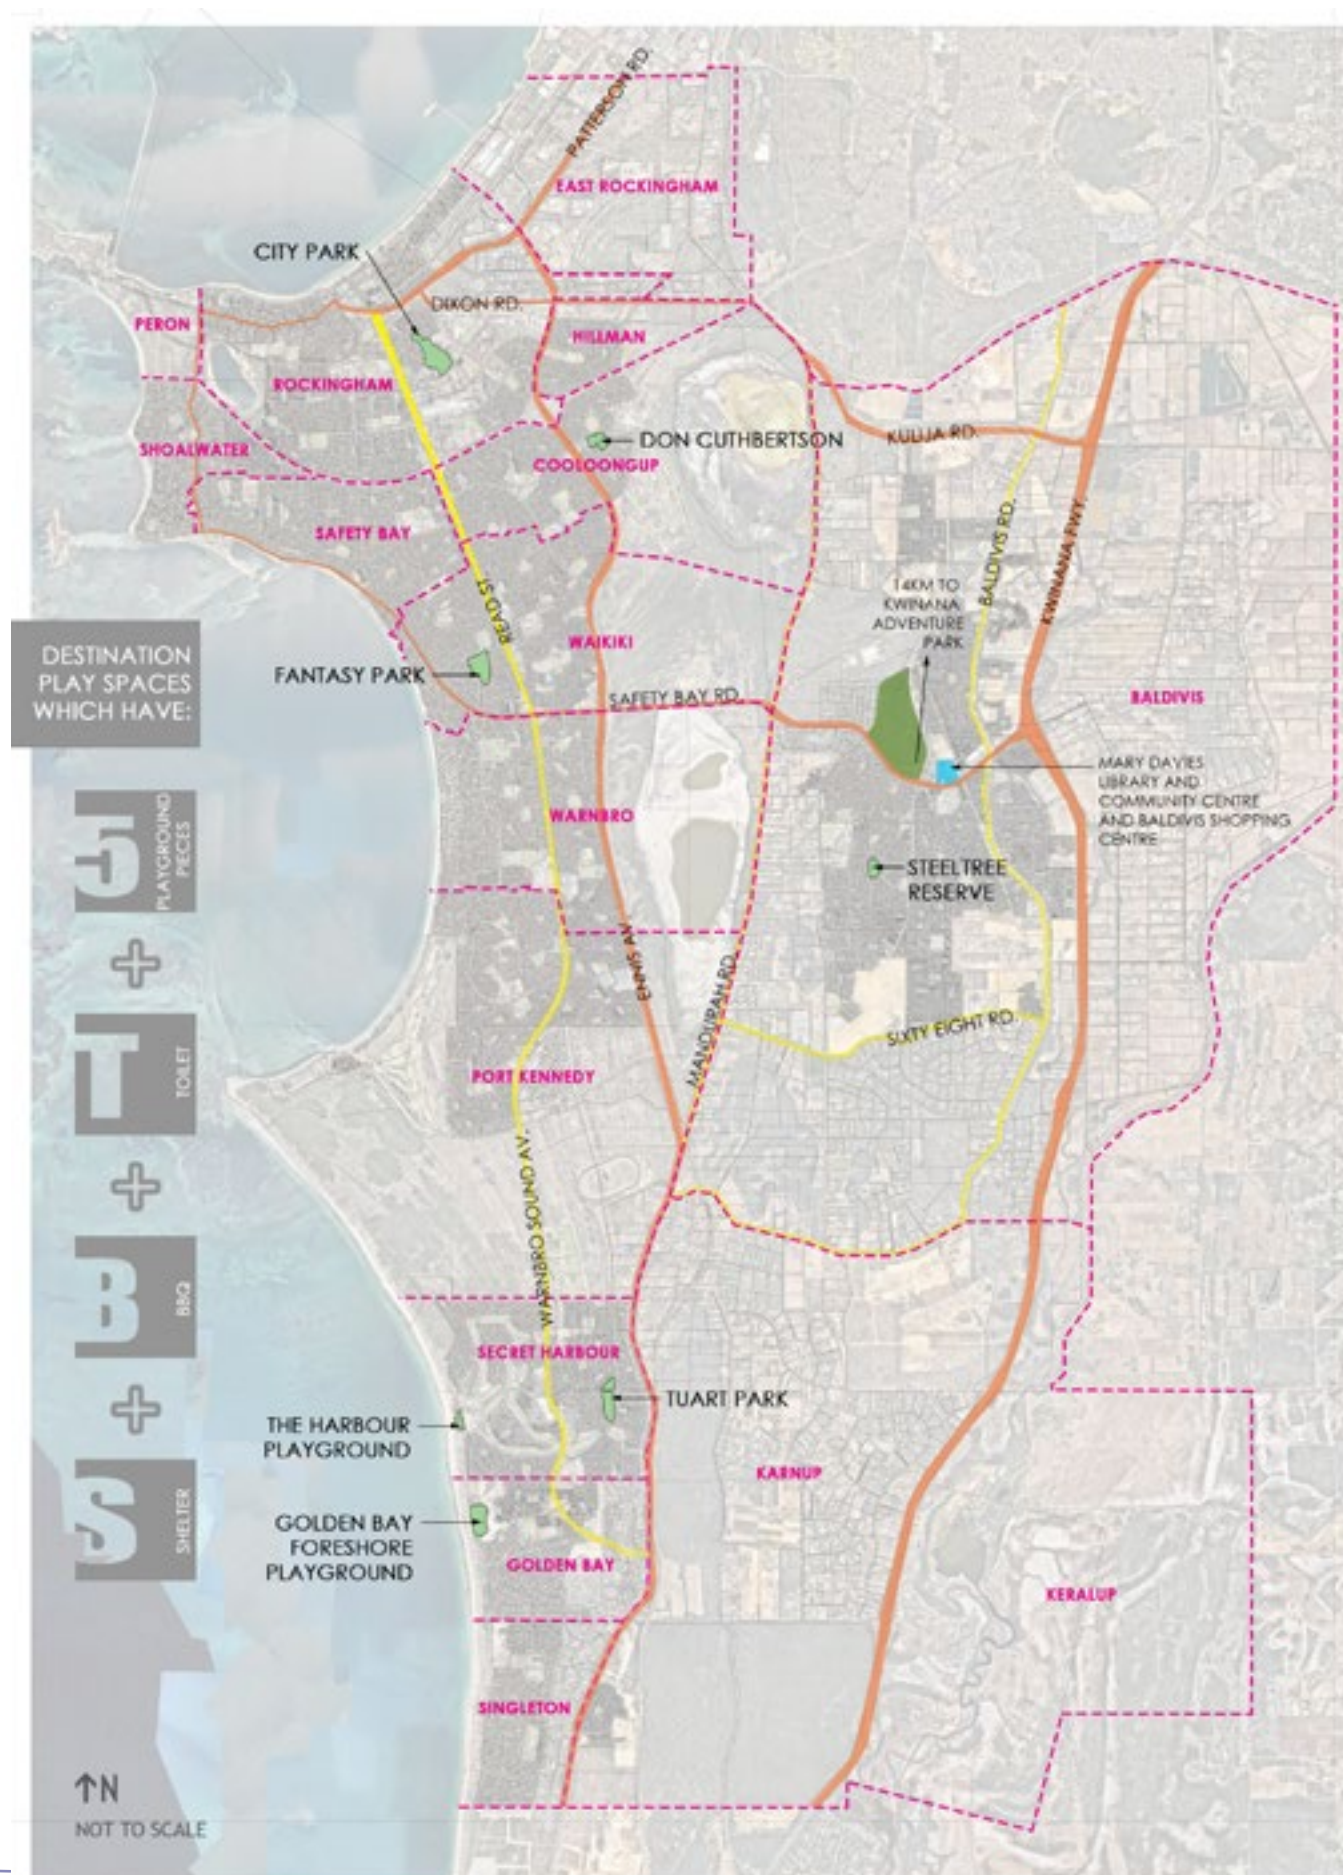 PATTERSON RD.
EAST ROCKINGHAM
CITY PARK
DIXON RD.
PERON
HILLMAN
ROCKINGHAM
SHOALWATER
DON CUTHBERTSON
KULIJA RD.
COOLOONGUP
SAFETY BAY
BALDIVIS RD.
KWINANA FWY.
READ ST
14KM TO
KWINANA
ADVENTURE
PARK
WAIKIKI
DESTINATION
PLAY SPACES
WHICH HAVE:
FANTASY PARK
SAFETY BAY RD.
BALDIVIS
MARY DAVIES
LIBRARY AND
COMMUNITY CENTRE
AND BALDIVIS SHOPPING
CENTRE
WARNBRO
5
PLAYGROUND
PIECES
STEELTREE
RESERVE
+
ENNIS AV.
MANDURAH RD.
SIXTY EIGHT RD.
T
TOILET
PORT KENNEDY
+
WARNBRO SOUND AV.
B
BBQ
SECRET HARBOUR
+
TUART PARK
THE HARBOUR
PLAYGROUND
KARNUP
S
SHELTER
GOLDEN BAY
FORESHORE
PLAYGROUND
GOLDEN BAY
KERALUP
SINGLETON
↑N
NOT TO SCALE